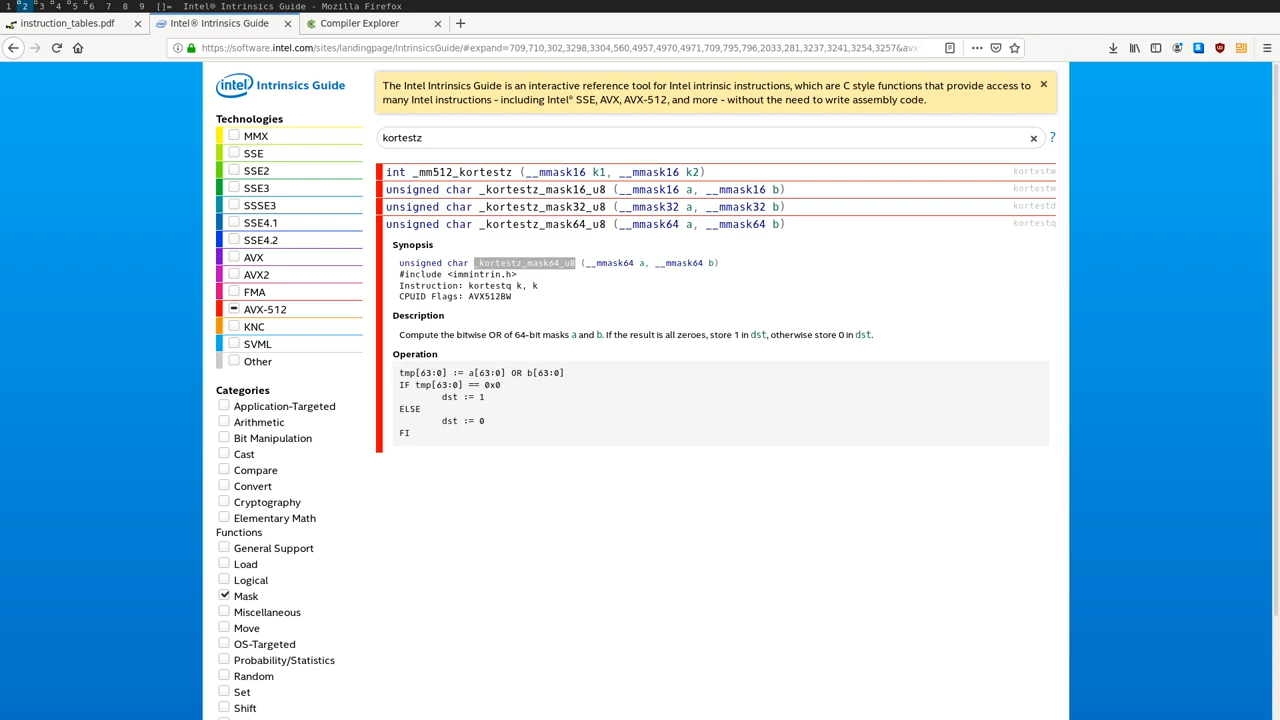 1 2 3 4 5 6 7 8 9 []= Intel® Intrinsics Guide - Mozilla Firefox
instruction_tables.pdf × Intel® Intrinsics Guide × Compiler Explorer × +
https://software.intel.com/sites/landingpage/IntrinsicsGuide/#expand=709,710,302,3298,3304,560,4957,4970,4971,709,795,796,2033,281,3237,3241,3254,3257&avx
intel Intrinsics Guide
The Intel Intrinsics Guide is an interactive reference tool for Intel intrinsic instructions, which are C style functions that provide access to
many Intel instructions - including Intel® SSE, AVX, AVX-512, and more - without the need to write assembly code.
×
Technologies
MMX
SSE
SSE2
SSE3
SSSE3
SSE4.1
SSE4.2
AVX
AVX2
FMA
AVX-512
KNC
SVML
Other
Categories
Application-Targeted
Arithmetic
Bit Manipulation
Cast
Compare
Convert
Cryptography
Elementary Math
Functions
General Support
Load
Logical
Mask
Miscellaneous
Move
OS-Targeted
Probability/Statistics
Random
Set
Shift
kortestz × ?
int _mm512_kortestz (__mmask16 k1, __mmask16 k2) kortestw
unsigned char _kortestz_mask16_u8 (__mmask16 a, __mmask16 b) kortestw
unsigned char _kortestz_mask32_u8 (__mmask32 a, __mmask32 b) kortestd
unsigned char _kortestz_mask64_u8 (__mmask64 a, __mmask64 b) kortestq
Synopsis
unsigned char _kortestz_mask64_u8 (__mmask64 a, __mmask64 b)
#include <immintrin.h>
Instruction: kortestq k, k
CPUID Flags: AVX512BW
Description
Compute the bitwise OR of 64-bit masks a and b. If the result is all zeroes, store 1 in dst, otherwise store 0 in dst.
Operation
tmp[63:0] := a[63:0] OR b[63:0]
IF tmp[63:0] == 0x0
dst := 1
ELSE
dst := 0
FI